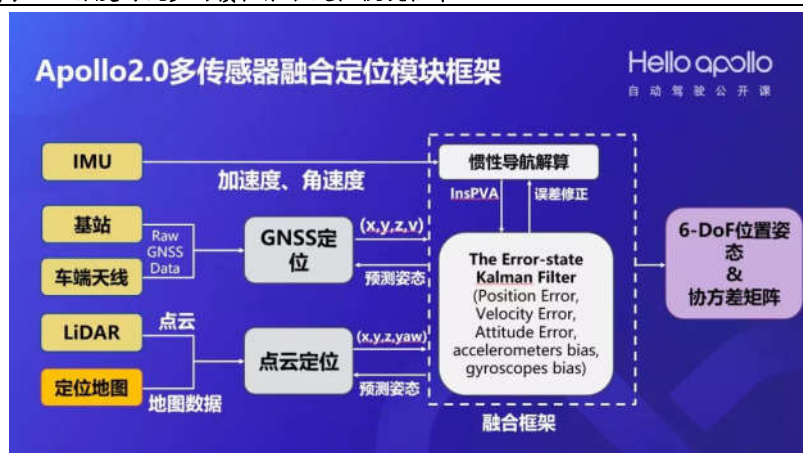 Apollo2.0多传感器融合定位模块框架
Hello apollo
自动驾驶公开课
IMU
加速度、角速度
惯性导航解算
InsPVA
误差修正
基站
车端天线
Raw
GNSS
Data
GNSS定
位
(x,y,z,v)
预测姿态
The Error-state
Kalman Filter
(Position Error,
Velocity Error,
Attitude Error,
accelerometers bias,
gyroscopes bias)
6-DoF位置姿
态
&
协方差矩阵
LiDAR
点云
定位地图
地图数据
点云定位
(x,y,z,yaw)
预测姿态
融合框架